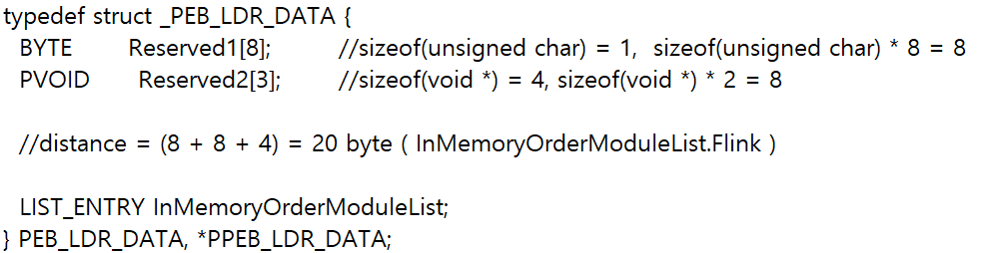 typedef struct _PEB_LDR_DATA {
BYTE Reserved1[8]; //sizeof(unsigned char) = 1, sizeof(unsigned char) * 8 = 8
PVOID Reserved2[3]; //sizeof(void *) = 4, sizeof(void *) * 2 = 8
//distance = (8 + 8 + 4) = 20 byte ( InMemoryOrderModuleList.Flink )
LIST_ENTRY InMemoryOrderModuleList;
} PEB_LDR_DATA, *PPEB_LDR_DATA;